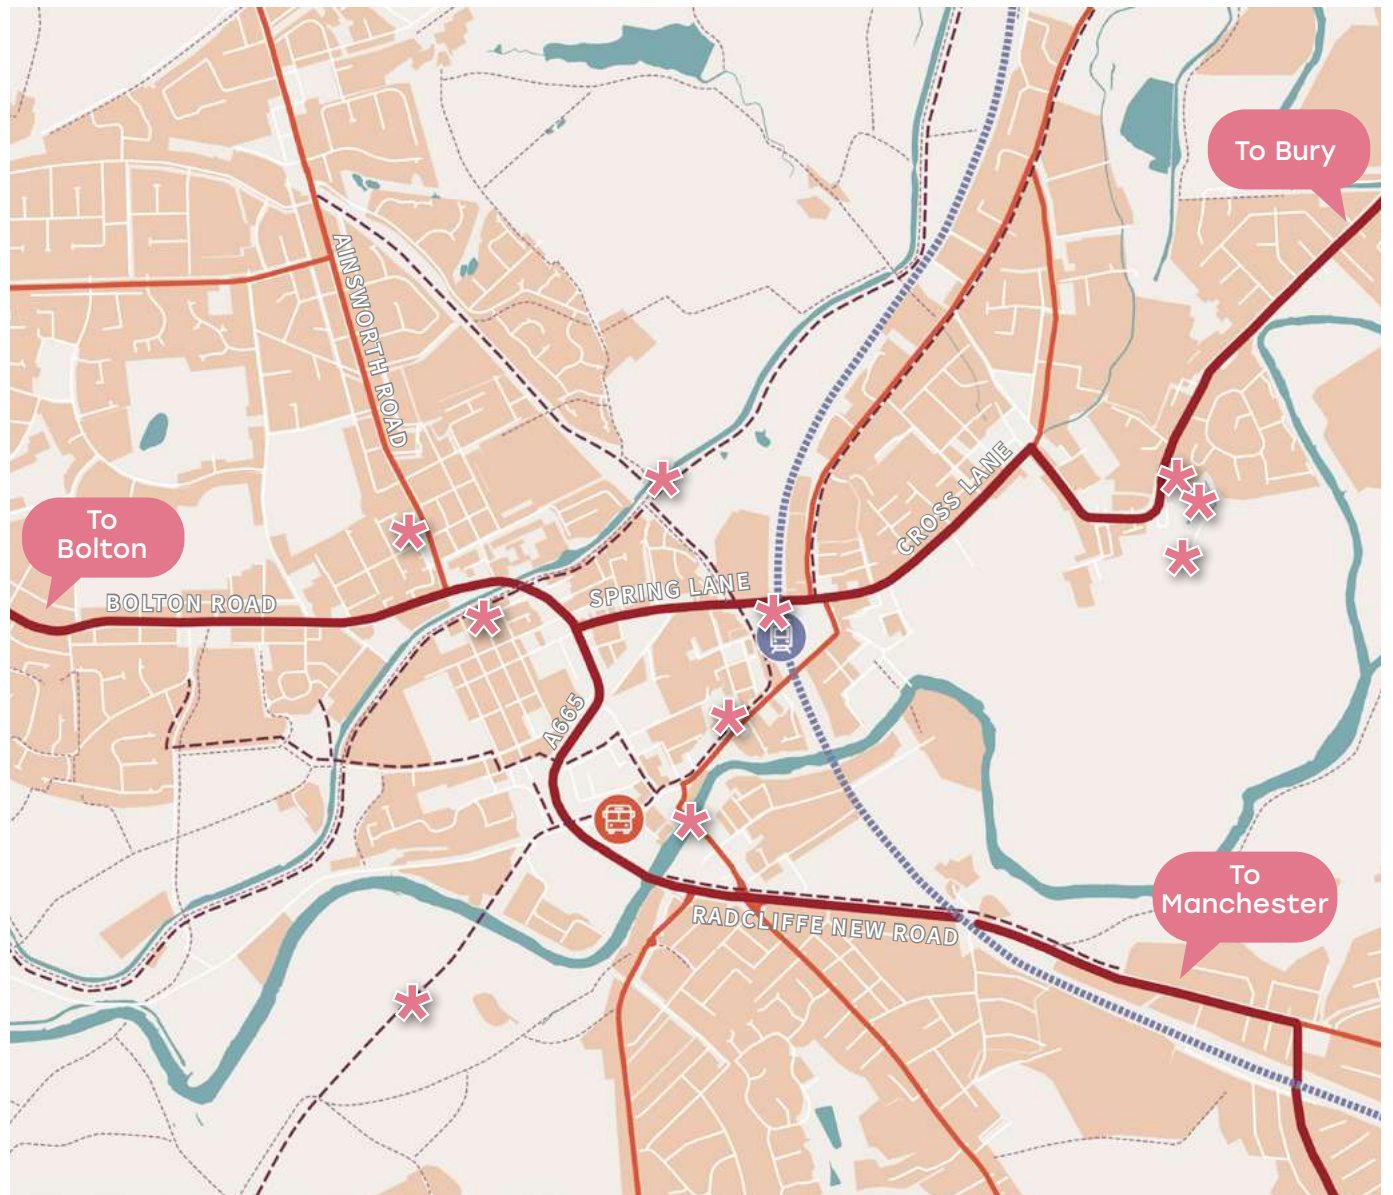 To Bury
AINSWORTH ROAD
CROSS LANE
To
Bolton
BOLTON ROAD
SPRING LANE
A665
To
Manchester
RADCLIFFE NEW ROAD